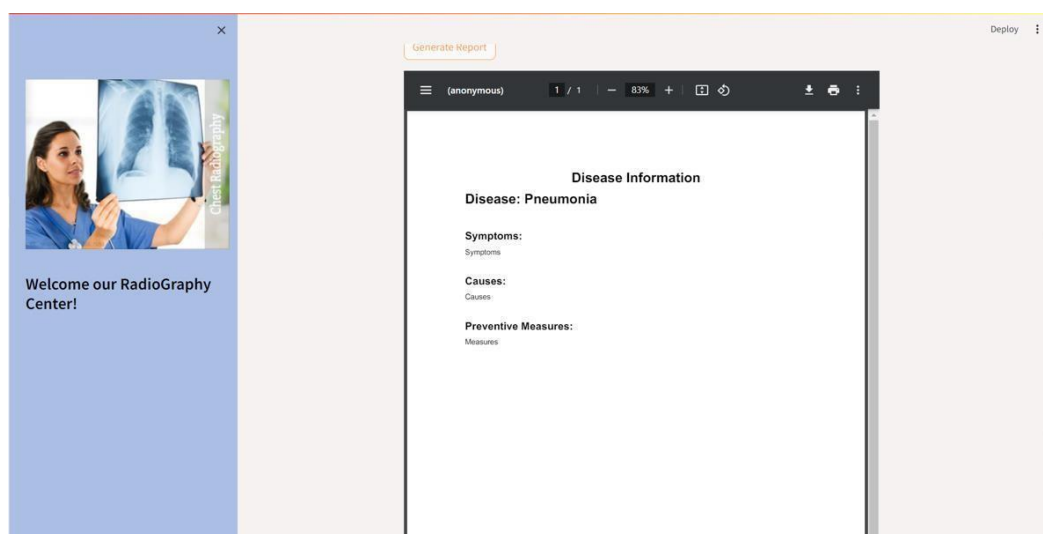 Deploy
Chest Radiography
Welcome our RadioGraphy
Center!
Generate Report
(anonymous)
1 / 1
83%
Disease Information
Disease: Pneumonia
Symptoms:
Symptoms
Causes:
Causes
Preventive Measures:
Measures